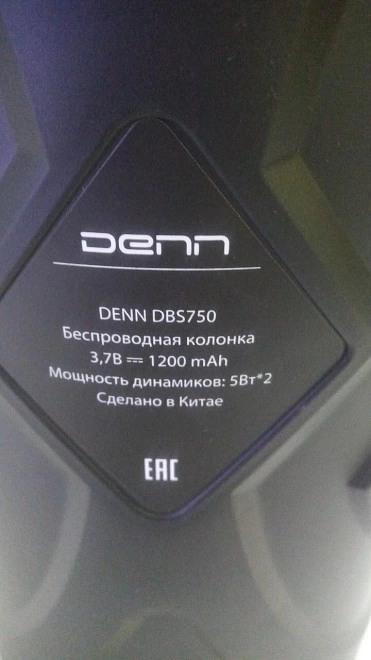 Denn
DENN DBS750
Беспроводная колонка
3,7В ⎓ 1200 mAh
Мощность динамиков: 5Вт*2
Сделано в Китае
EAC